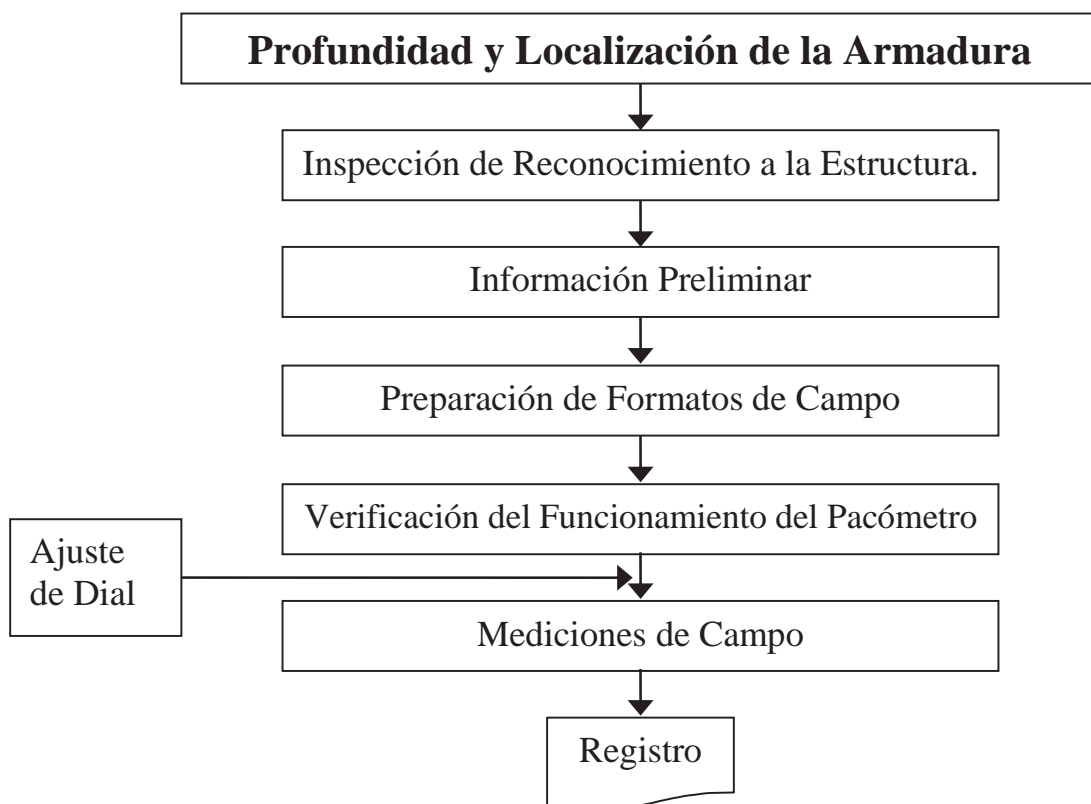 Profundidad y Localización de la Armadura
Inspección de Reconocimiento a la Estructura.
Información Preliminar
Preparación de Formatos de Campo
Verificación del Funcionamiento del Pacómetro
Ajuste
de Dial
Mediciones de Campo
Registro